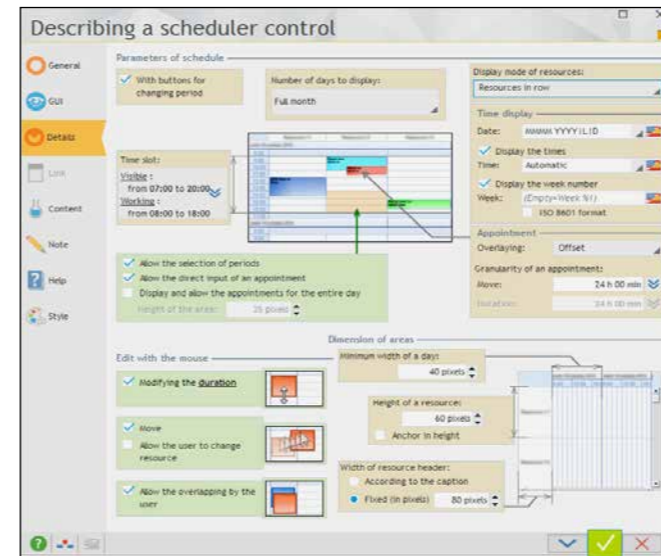 Describing a scheduler control
General
GUI
Details
Link
Content
Note
Help
Style
Parameters of schedule
With buttons for
changing period
Number of days to display:
Full month
Time slot:
Visible :
from 07:00 to 20:00
Working :
from 08:00 to 18:00
Allow the selection of periods
Allow the direct input of an appointment
Display and allow the appointments for the entire day
Height of the area:
25 pixels
Display mode of resources:
Resources in row
Time display
Date:
Display the times
Time:
Automatic
Display the week number
Week:
(Empty=Week %1)
ISO 8601 format
Appointment
Overlaying:
Offset
Granularity of an appointment:
Move:
24 h 00 min
Duration:
24 h 00 min
Edit with the mouse
Modifying the duration
Move
Allow the user to change
resource
Allow the overlapping by the
user
Dimension of areas
Minimum width of a day:
40 pixels
Height of a resource:
60 pixels
Anchor in height
Width of resource header:
According to the caption
Fixed (in pixels)
80 pixels